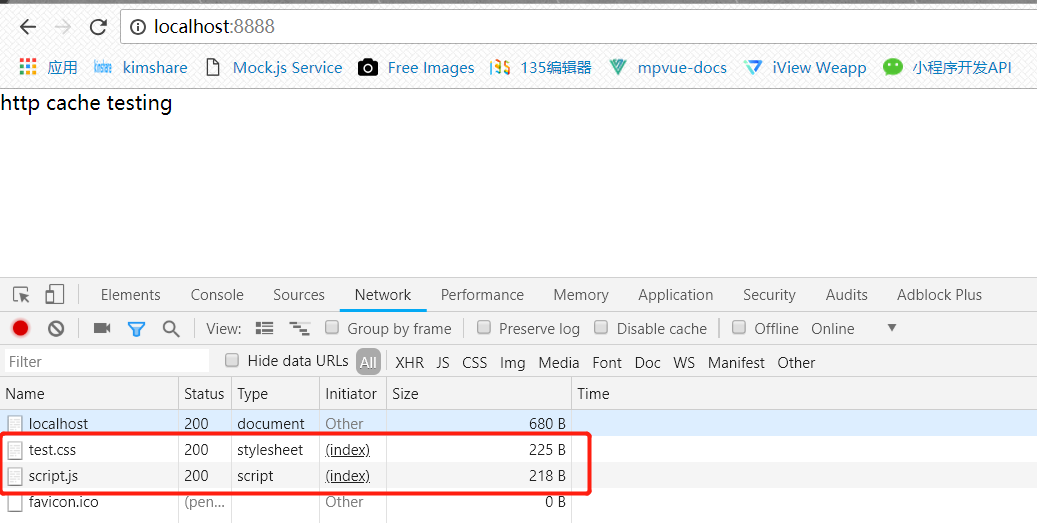 localhost:8888
应用 kimshare Mock.js Service Free Images 135编辑器 mpvue-docs iView Weapp 小程序开发API
http cache testing
Elements Console Sources Network Performance Memory Application Security Audits Adblock Plus
View: Group by frame Preserve log Disable cache Offline Online
Filter Hide data URLs All XHR JS CSS Img Media Font Doc WS Manifest Other
Name Status Type Initiator Size Time
localhost 200 document Other 680 B
test.css 200 stylesheet (index) 225 B
script.js 200 script (index) 218 B
favicon.ico (pen... Other 0 B